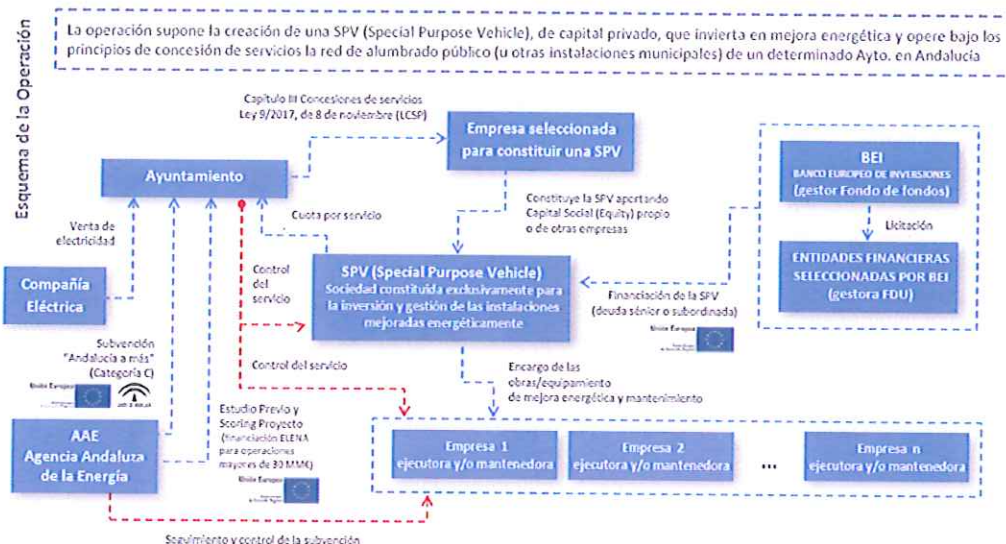 Esquema de la Operación
La operación supone la creación de una SPV (Special Purpose Vehicle), de capital privado, que invierta en mejora energética y opere bajo los
principios de concesión de servicios la red de alumbrado público (u otras instalaciones municipales) de un determinado Ayto. en Andalucía
Capítulo III Concesiones de servicios
Ley 9/2017, de 8 de noviembre (LCSP)
Empresa seleccionada
para constituir una SPV
BEI
BANCO EUROPEO DE INVERSIONES
(gestor Fondo de fondos)
Ayuntamiento
Licitación
Venta de
electricidad
Cuota por servicio
Constituye la SPV aportando
Capital Social (Equity) propio
o de otras empresas
ENTIDADES FINANCIERAS
SELECCIONADAS POR BEI
(gestora FDU)
Compañía
Eléctrica
Control
del
servicio
SPV (Special Purpose Vehicle)
Sociedad constituida exclusivamente para
la inversión y gestión de las instalaciones
mejoradas energéticamente
Financiación de la SPV
(deuda sénior o subordinada)
Unión Europea
Subvención
"Andalucía a más"
(Categoría C)
Unión Europea
Control del servicio
Encargo de las
obras/equipamiento
de mejora energética y mantenimiento
AAE
Agencia Andaluza
de la Energía
Estudio Previo y
Scoring Proyecto
(financiación ELENA
para operaciones
mayores de 30 MM€)
Unión Europea
Empresa 1
ejecutora y/o mantenedora
Empresa 2
ejecutora y/o mantenedora
...
Empresa n
ejecutora y/o mantenedora
Seguimiento y control de la subvención